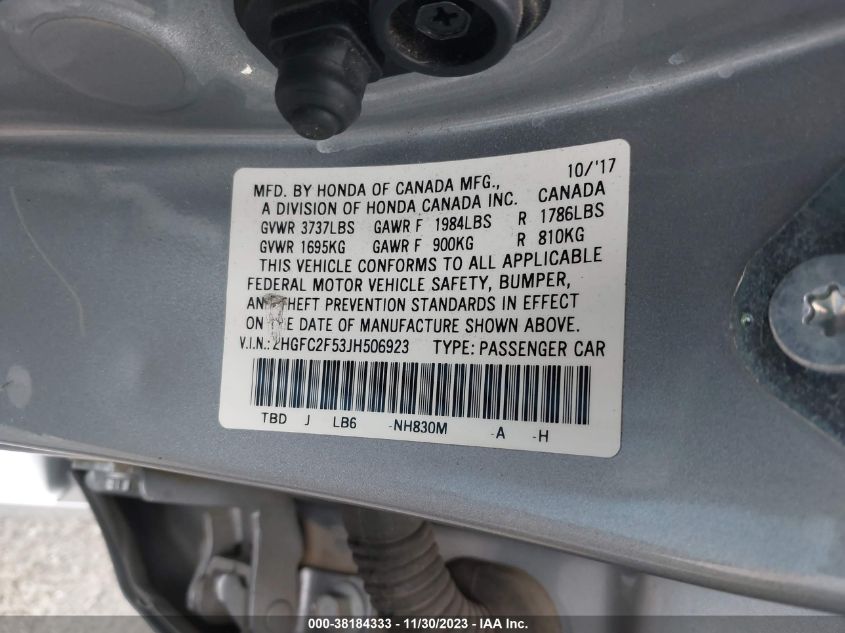 10/'17
MFD. BY HONDA OF CANADA MFG.,
A DIVISION OF HONDA CANADA INC. CANADA
GVWR 3737LBS GAWR F 1984LBS R 1786LBS
GVWR 1695KG GAWR F 900KG R 810KG
THIS VEHICLE CONFORMS TO ALL APPLICABLE
FEDERAL MOTOR VEHICLE SAFETY, BUMPER,
AND THEFT PREVENTION STANDARDS IN EFFECT
ON THE DATE OF MANUFACTURE SHOWN ABOVE.
V.I.N.: 2HGFC2F53JH506923 TYPE: PASSENGER CAR
TBD J LB6 -NH830M -A -H
000-38184333 - 11/30/2023 - IAA Inc.